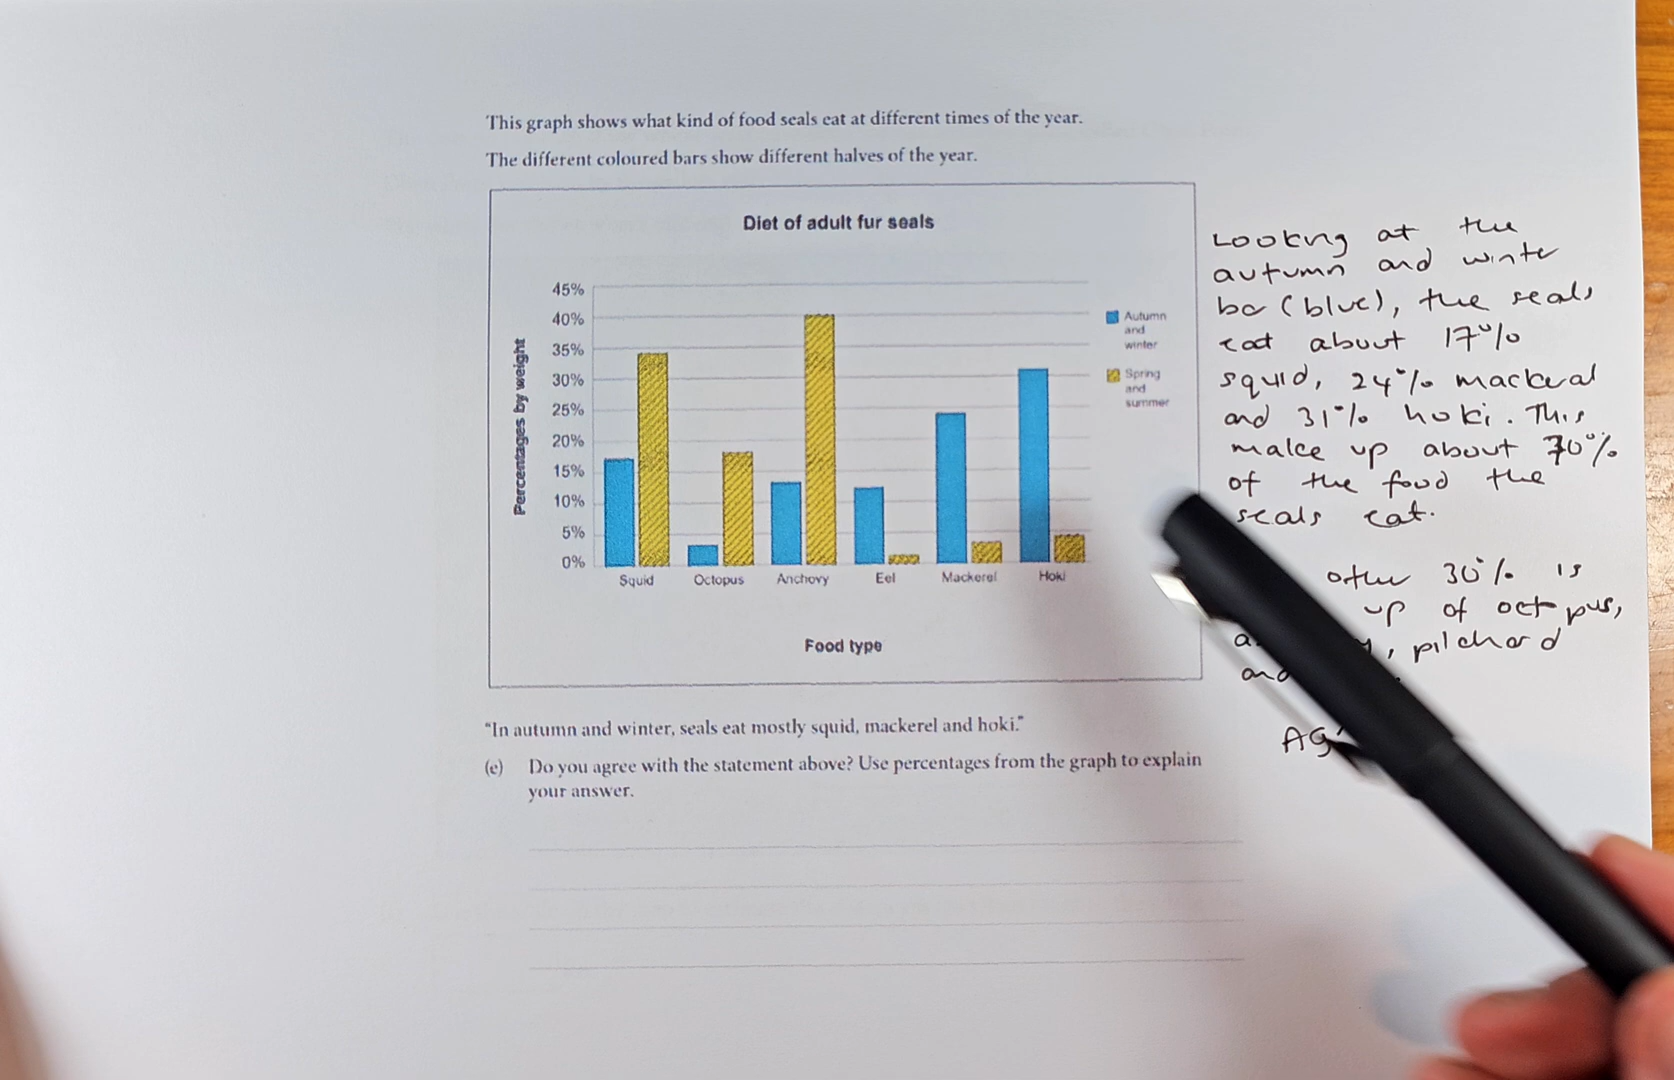 This graph shows what kind of food seals eat at different times of the year.
The different coloured bars show different halves of the year.
Diet of adult fur seals
Percentages by weight
45%
40%
35%
30%
25%
20%
15%
10%
5%
0%
Squid Octopus Anchovy Eel Mackerel Hoki
Food type
Autumn
and
winter
Spring
and
summer
"In autumn and winter, seals eat mostly squid, mackerel and hoki."
(e) Do you agree with the statement above? Use percentages from the graph to explain
your answer.
Looking at the
autumn and winter
bar (blue), the seals
eat about 17%
squid, 24% mackeral
and 31% hoki. This
make up about 70%
of the food the
seals eat.
other 30% is
up of octpus,
, pilchard
and